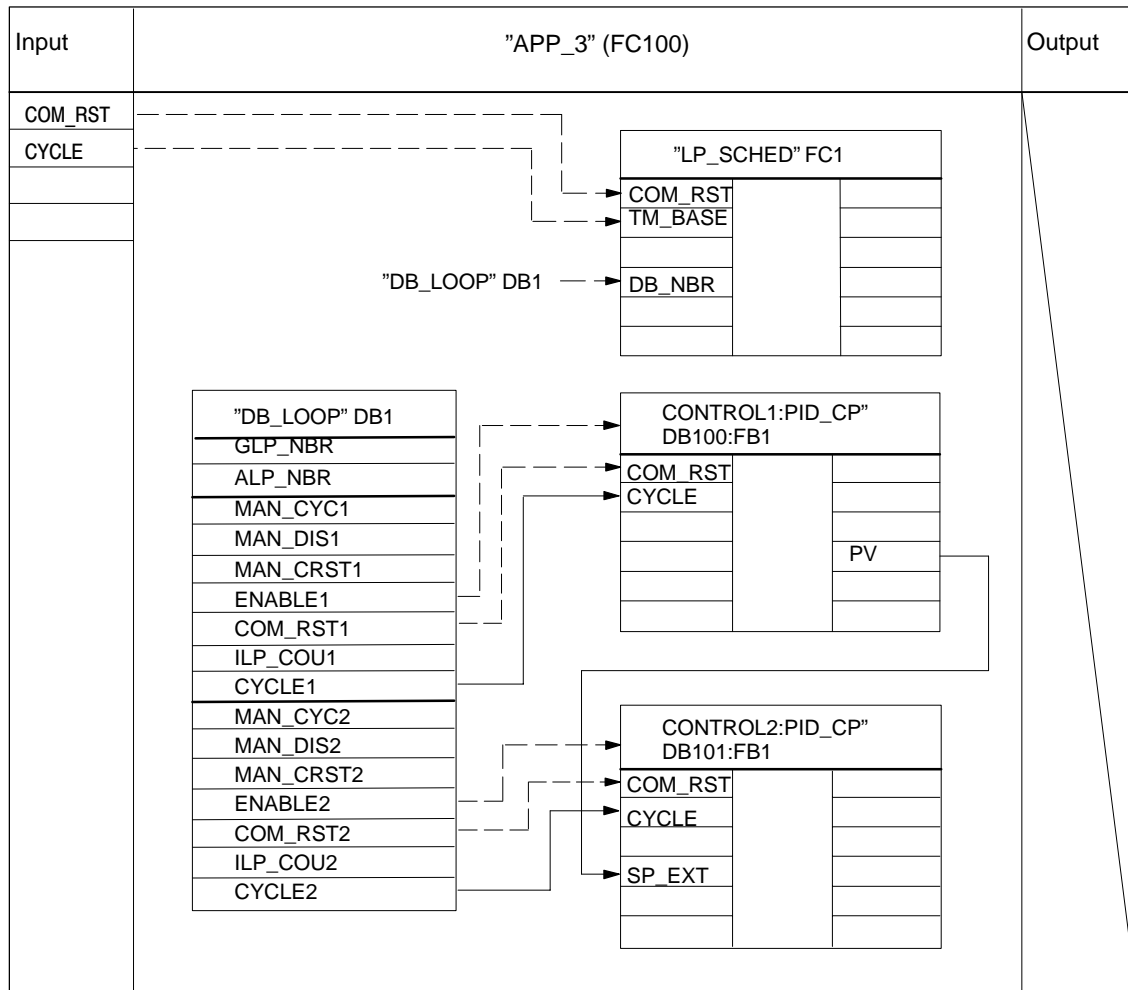 Input
”APP_3” (FC100)
Output
COM_RST
CYCLE
”LP_SCHED” FC1
COM_RST
TM_BASE
”DB_LOOP” DB1
DB_NBR
”DB_LOOP” DB1
GLP_NBR
ALP_NBR
MAN_CYC1
MAN_DIS1
MAN_CRST1
ENABLE1
COM_RST1
ILP_COU1
CYCLE1
MAN_CYC2
MAN_DIS2
MAN_CRST2
ENABLE2
COM_RST2
ILP_COU2
CYCLE2
CONTROL1:PID_CP”
DB100:FB1
COM_RST
CYCLE
PV
CONTROL2:PID_CP”
DB101:FB1
COM_RST
CYCLE
SP_EXT